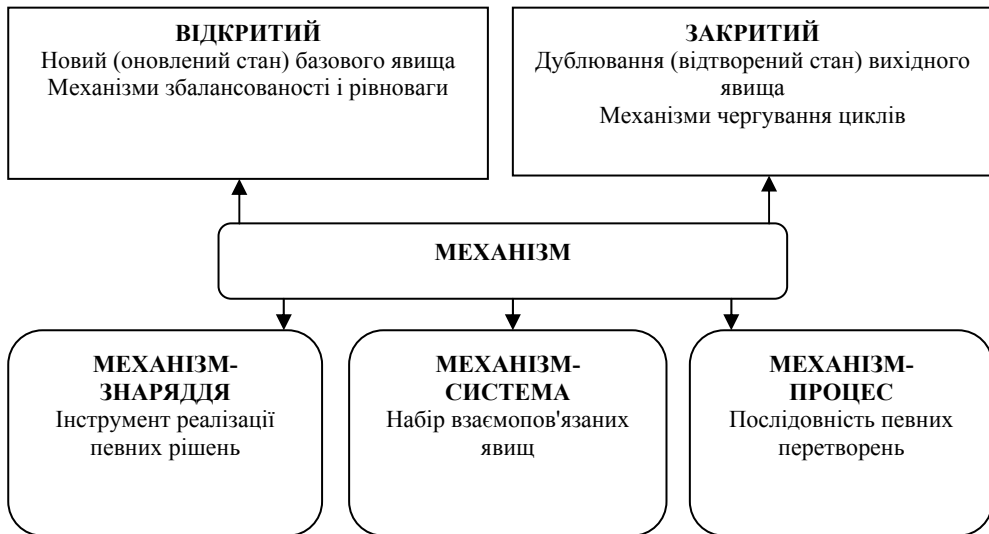 ВІДКРИТИЙ
Новий (оновлений стан) базового явища
Механізми збалансованості і рівноваги
ЗАКРИТИЙ
Дублювання (відтворений стан) вихідного
явища
Механізми чергування циклів
МЕХАНІЗМ
МЕХАНІЗМ-
ЗНАРЯДДЯ
Інструмент реалізації
певних рішень
МЕХАНІЗМ-
СИСТЕМА
Набір взаємопов'язаних
явищ
МЕХАНІЗМ-
ПРОЦЕС
Послідовність певних
перетворень